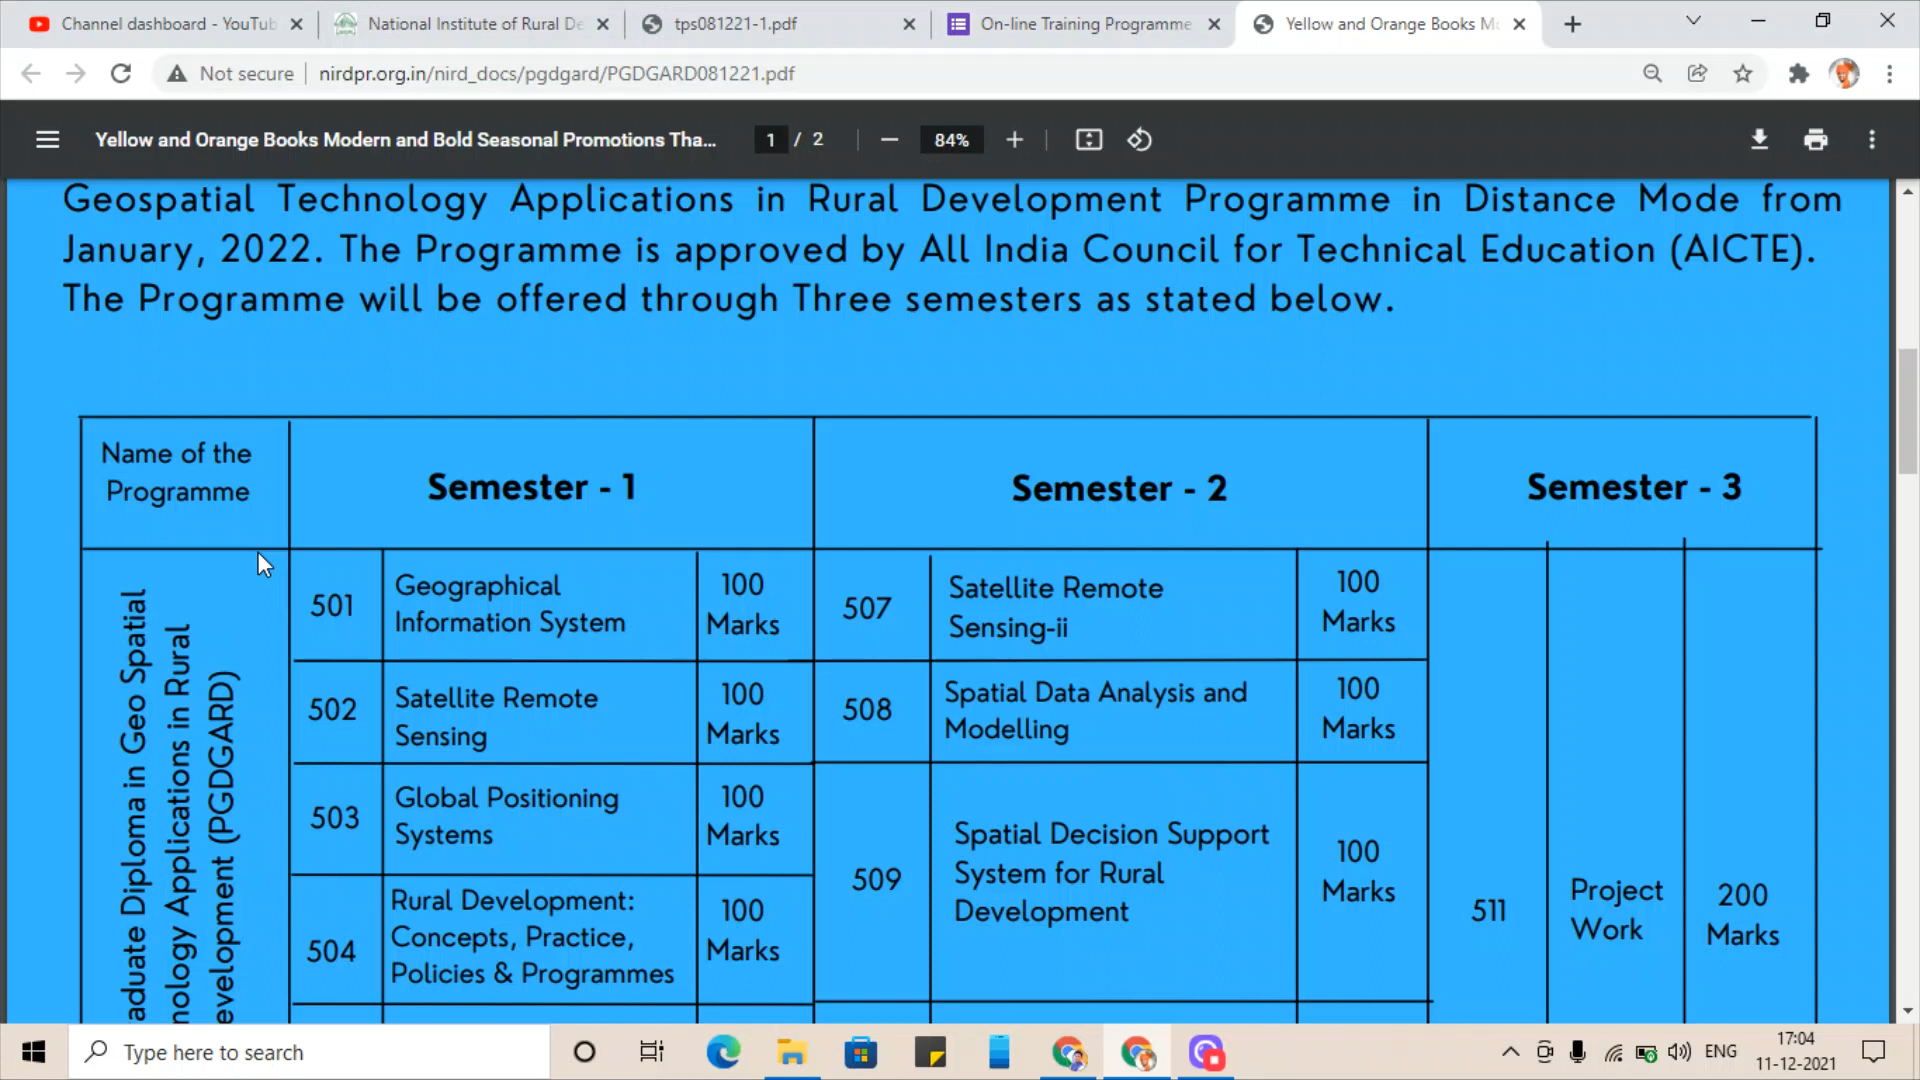 Channel dashboard - YouTub
National Institute of Rural De
tps081221-1.pdf
On-line Training Programme
Yellow and Orange Books Mo
Not secure
nirdpr.org.in/nird_docs/pgdgard/PGDGARD081221.pdf
Yellow and Orange Books Modern and Bold Seasonal Promotions Tha...
1 / 2
84%
Geospatial Technology Applications in Rural Development Programme in Distance Mode from
January, 2022. The Programme is approved by All India Council for Technical Education (AICTE).
The Programme will be offered through Three semesters as stated below.
Name of the
Programme
Semester - 1
Semester - 2
Semester - 3
aduate Diploma in Geo Spatial
nology Applications in Rural
evelopment (PGDGARD)
501
Geographical
Information System
100
Marks
507
Satellite Remote
Sensing-ii
100
Marks
502
Satellite Remote
Sensing
100
Marks
508
Spatial Data Analysis and
Modelling
100
Marks
503
Global Positioning
Systems
100
Marks
509
Spatial Decision Support
System for Rural
Development
100
Marks
504
Rural Development:
Concepts, Practice,
Policies & Programmes
100
Marks
511
Project
Work
200
Marks
Type here to search
ENG
17:04
11-12-2021